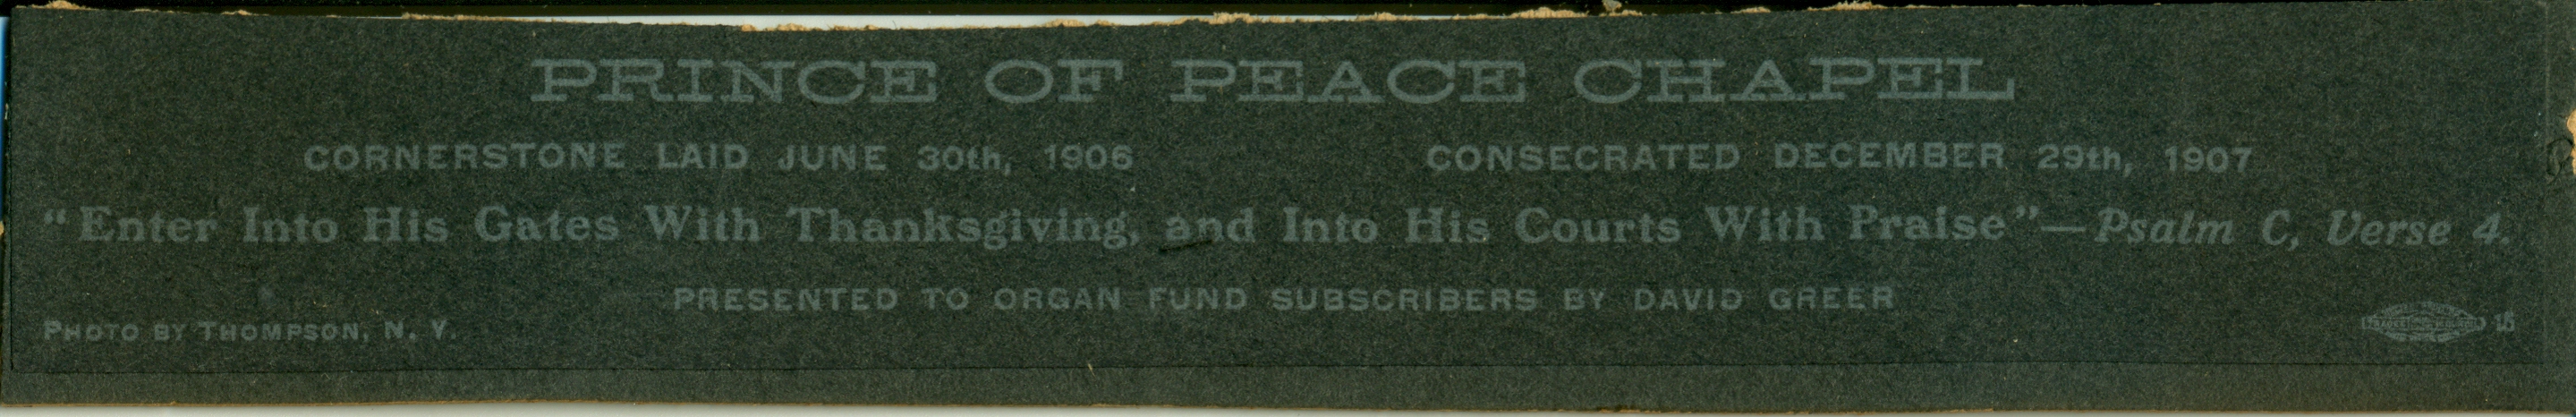 PRINCE OF PEACE CHAPEL
CORNERSTONE LAID JUNE 30th, 1906 CONSECRATED DECEMBER 29th, 1907
"Enter Into His Gates With Thanksgiving, and Into His Courts With Praise"—Psalm C, Verse 4.
PRESENTED TO ORGAN FUND SUBSCRIBERS BY DAVID GREER
PHOTO BY THOMPSON, N. Y.